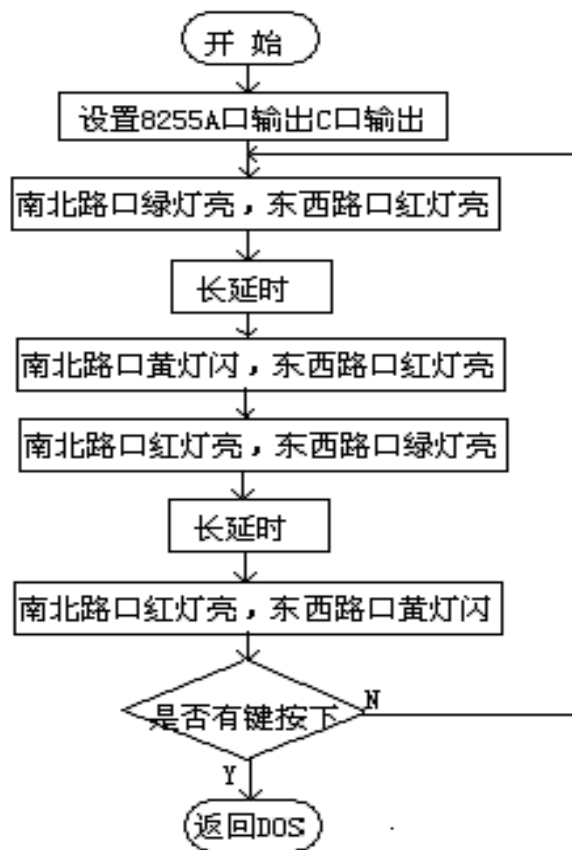 开 始
设置8255A口输出C口输出
南北路口绿灯亮，东西路口红灯亮
长延时
南北路口黄灯闪，东西路口红灯亮
南北路口红灯亮，东西路口绿灯亮
长延时
南北路口红灯亮，东西路口黄灯闪
是否有键按下
N
Y
返回DOS